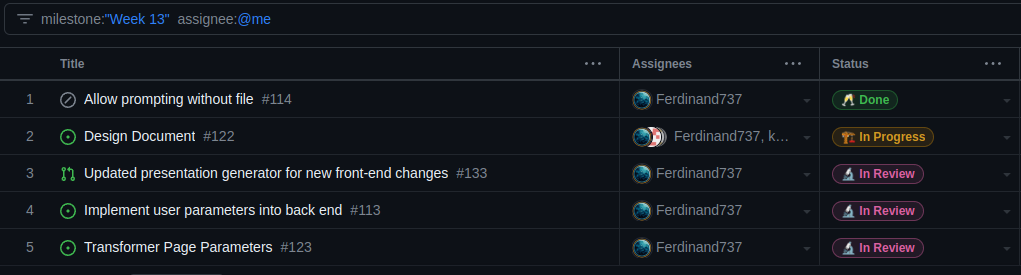 milestone:"Week 13" assignee:@me
Title ... Assignees ... Status ...
1 Allow prompting without file #114 Ferdinand737 Done
2 Design Document #122 Ferdinand737, k... In Progress
3 Updated presentation generator for new front-end changes #133 Ferdinand737 In Review
4 Implement user parameters into back end #113 Ferdinand737 In Review
5 Transformer Page Parameters #123 Ferdinand737 In Review